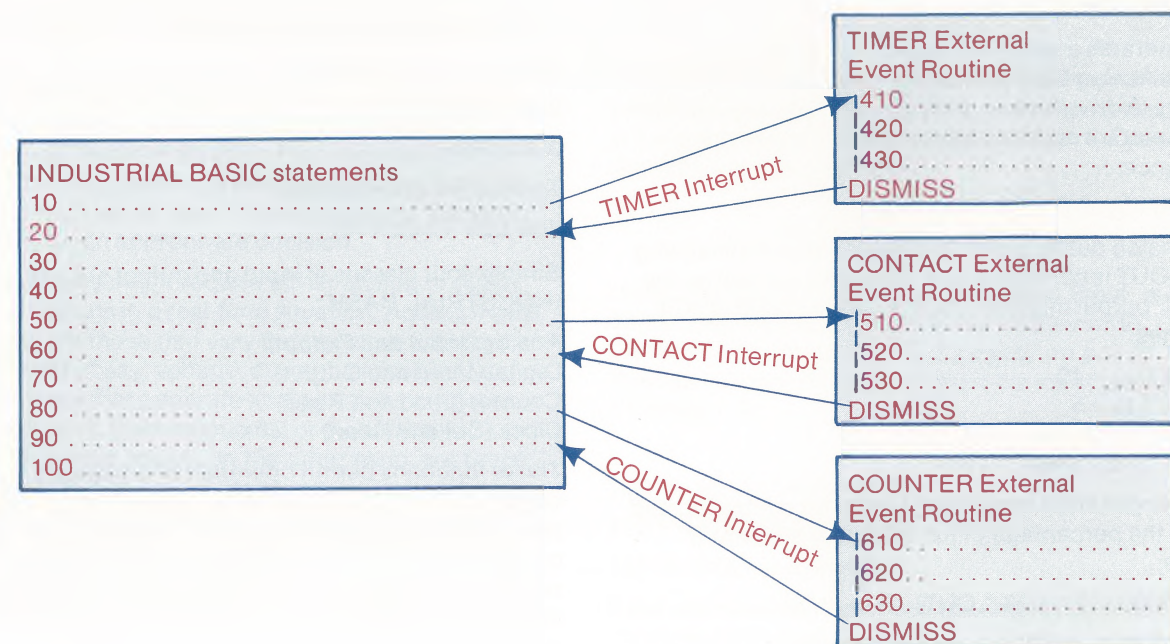 INDUSTRIAL BASIC statements
10 . . . . . . . . . . . . . . . . . . . .
20 . . . . . . . . . . . . . . . . . . . .
30 . . . . . . . . . . . . . . . . . . . .
40 . . . . . . . . . . . . . . . . . . . .
50 . . . . . . . . . . . . . . . . . . . .
60 . . . . . . . . . . . . . . . . . . . .
70 . . . . . . . . . . . . . . . . . . . .
80 . . . . . . . . . . . . . . . . . . . .
90 . . . . . . . . . . . . . . . . . . . .
100 . . . . . . . . . . . . . . . . . . . .
TIMER Interrupt
CONTACT Interrupt
COUNTER Interrupt
TIMER External
Event Routine
410. . . . . . . . . . . . . . . .
420. . . . . . . . . . . . . . . .
430. . . . . . . . . . . . . . . .
DISMISS
CONTACT External
Event Routine
510. . . . . . . . . . . . . . . .
520. . . . . . . . . . . . . . . .
530. . . . . . . . . . . . . . . .
DISMISS
COUNTER External
Event Routine
610. . . . . . . . . . . . . . . .
620. . . . . . . . . . . . . . . .
630. . . . . . . . . . . . . . . .
DISMISS